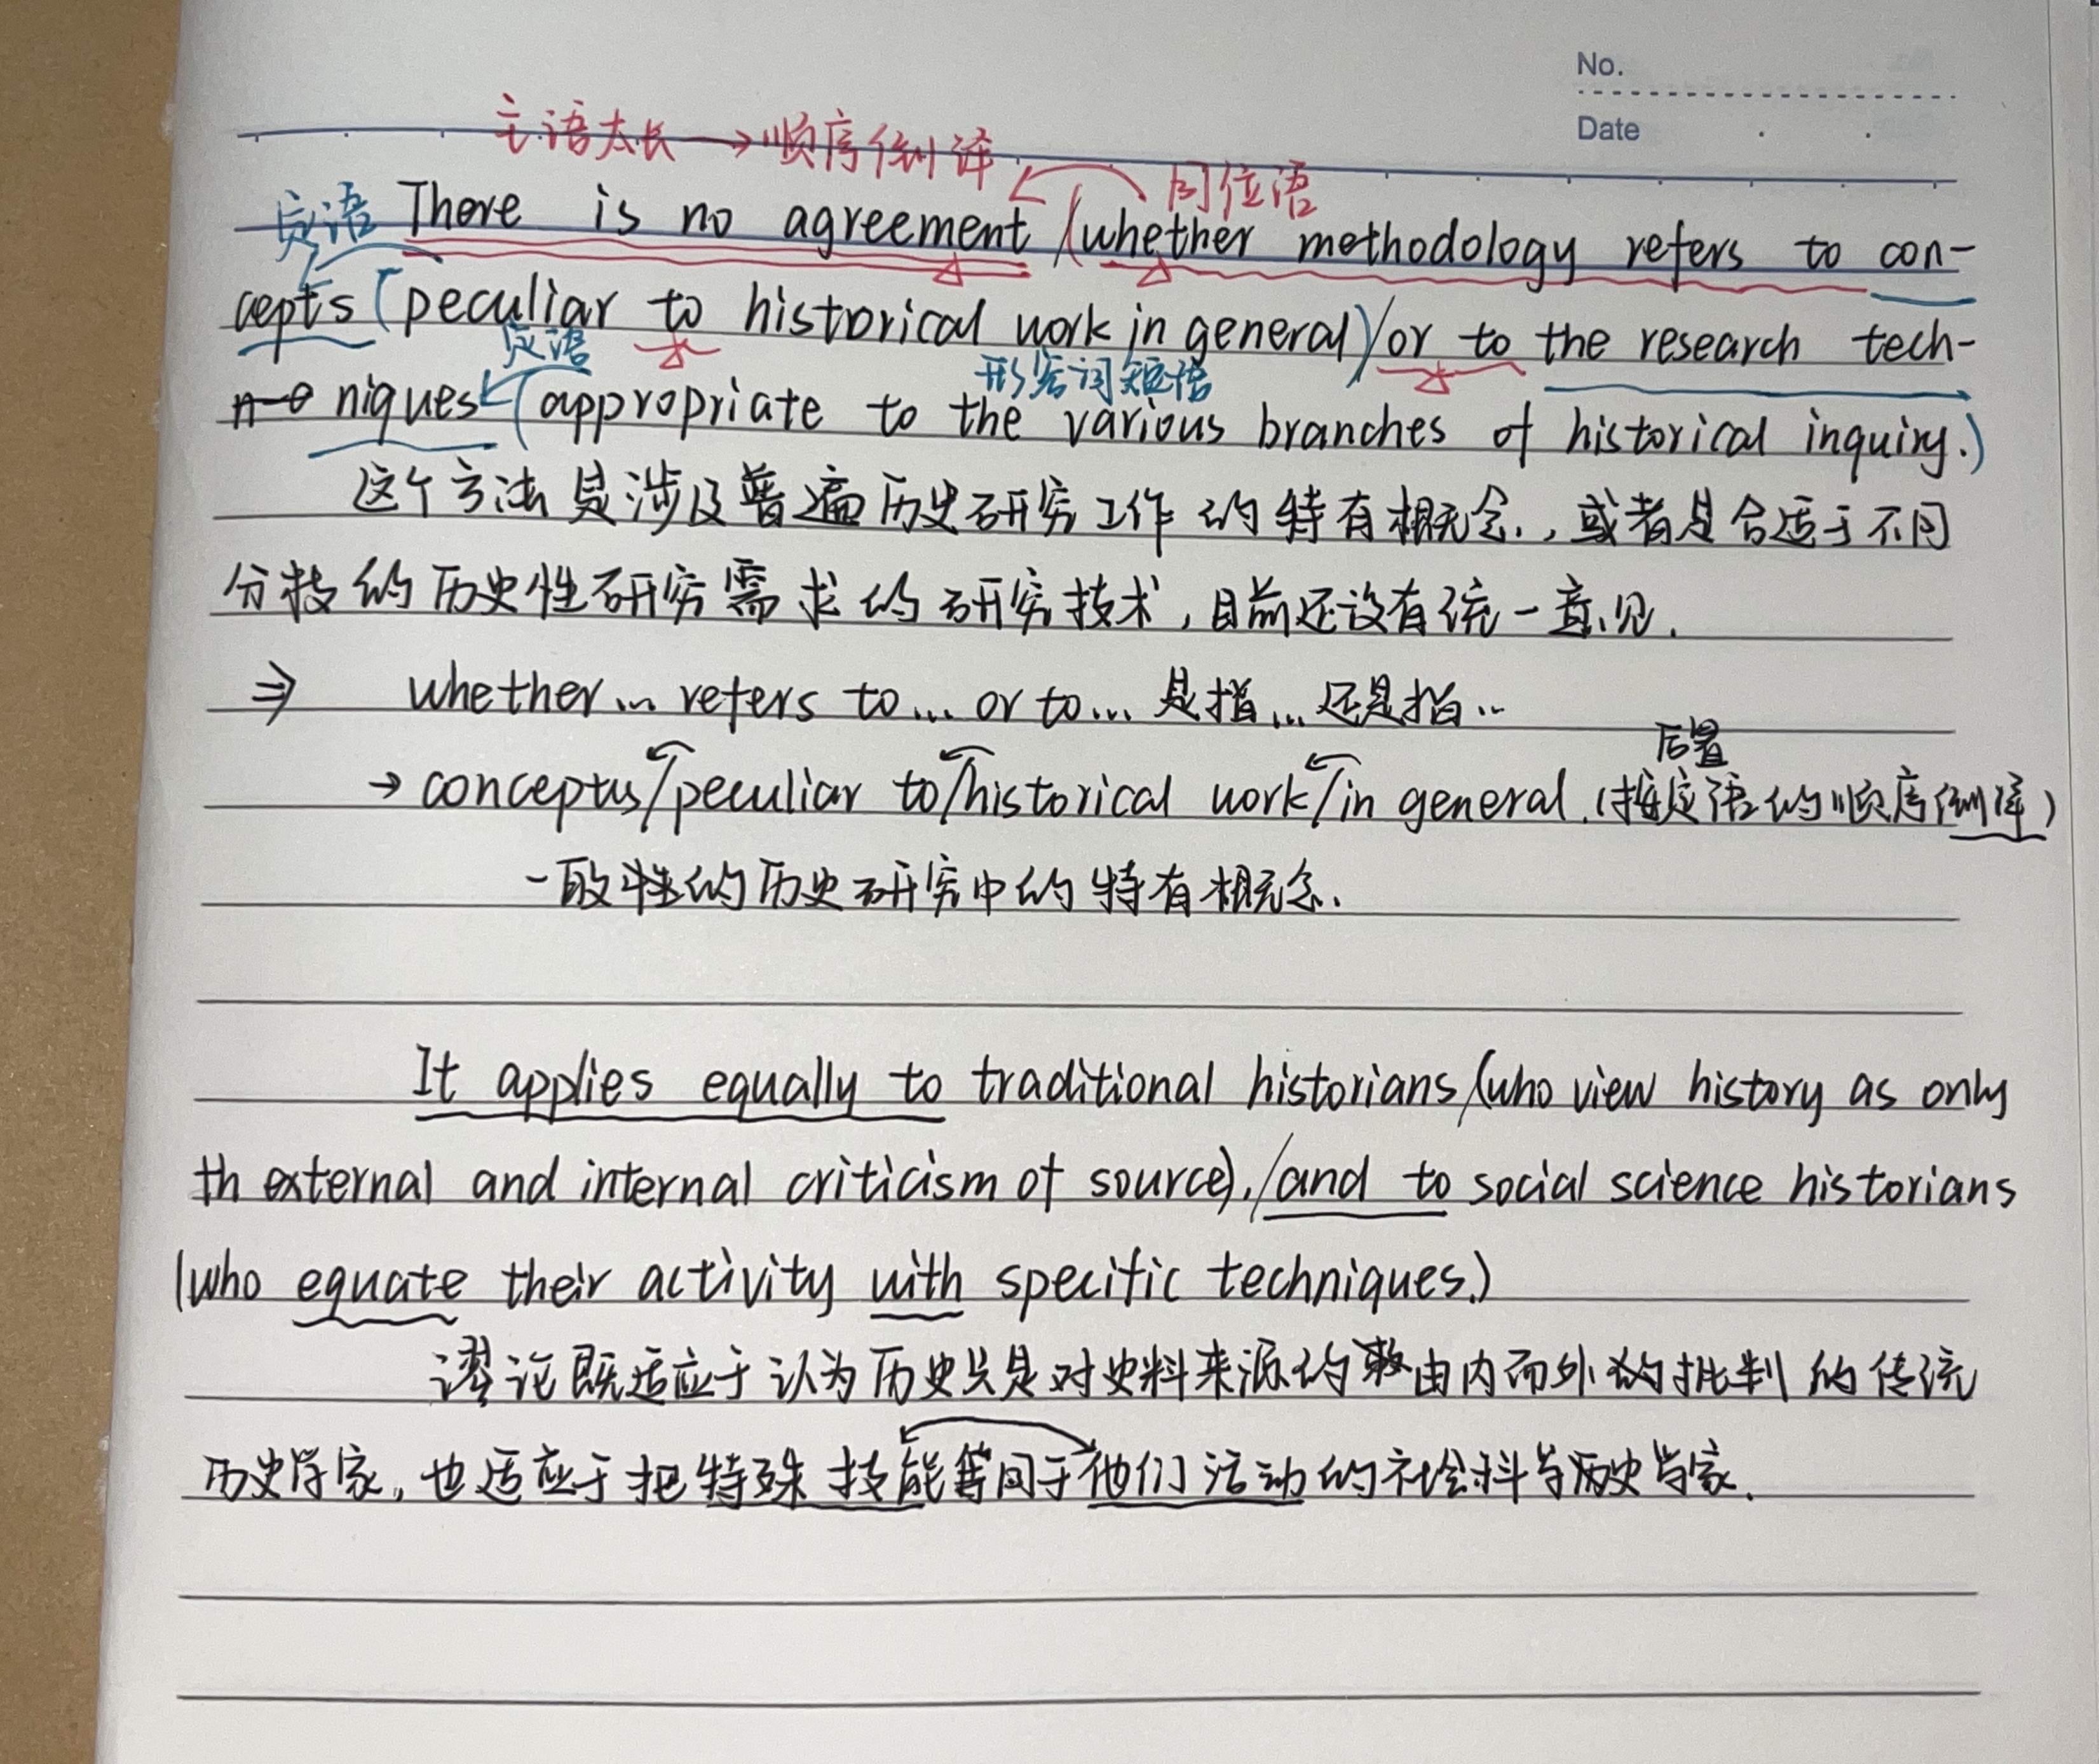 No.
Date
主语太长→顺序倒译
同位语
定语 There is no agreement (whether methodology refers to con-
cepts (peculiar to historical work in general)/or to the research tech-
定语
形容词短语
niques (appropriate to the various branches of historical inquiry.)
这个方法是涉及普遍历史研究工作的特有概念,或者是合适于不同
分技的历史性研究需求的研究技术,目前还没有统一意见.
⇒ whether... refers to... or to... 是指... 还是指..
后置
→ conceptus/peculiar to/historical work/in general.(按定语的顺序倒译)
一般性的历史研究中的特有概念.
It applies equally to traditional historians/(who view history as only
th external and internal criticism of source),/and to social science historians
(who equate their activity with specific techniques.)
谬论既适应于认为历史只是对史料来源的由内而外的批判的传统
历史学家,也适应于把特殊技能等同于他们活动的社会科学历史学家.